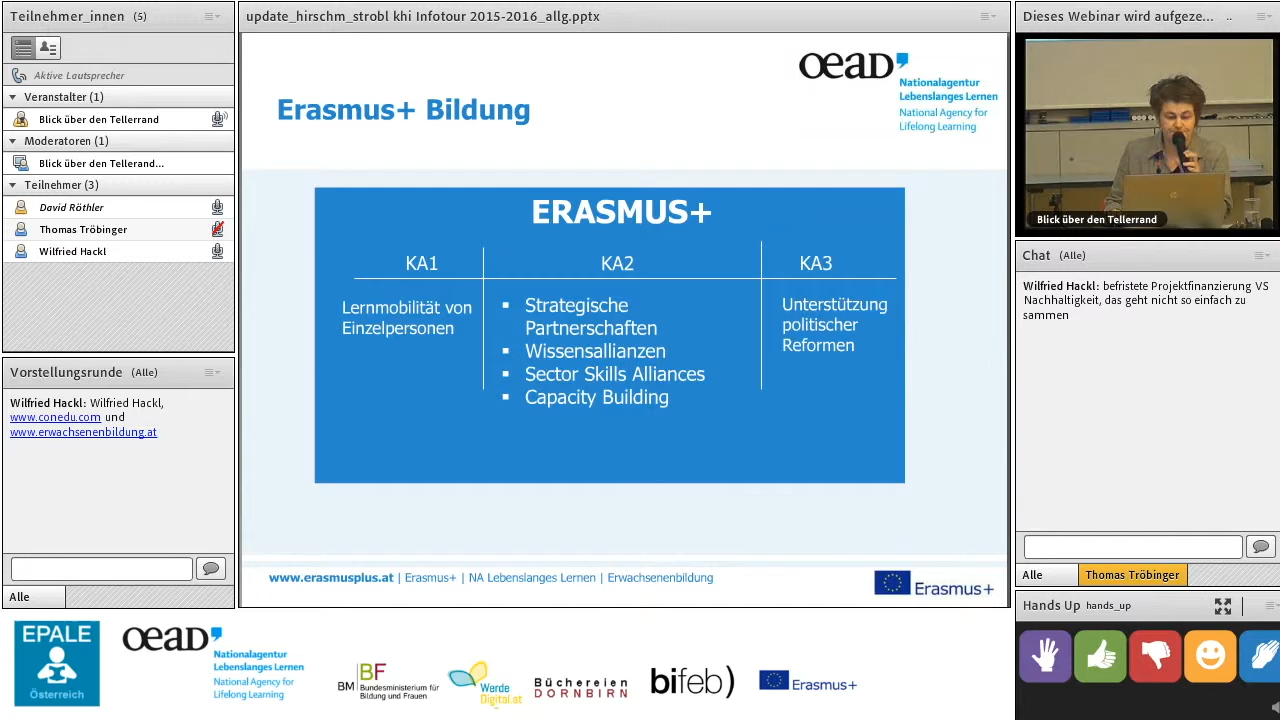 Teilnehmer_innen (5)
Aktive Lautsprecher
Veranstalter (1)
Blick über den Tellerrand
Moderatoren (1)
Blick über den Tellerrand...
Teilnehmer (3)
David Röthler
Thomas Tröbinger
Wilfried Hackl
Vorstellungsrunde (Alle)
Wilfried Hackl: Wilfried Hackl,
www.conedu.com und
www.erwachsenenbildung.at
Alle
update_hirschm_strobl khi Infotour 2015-2016_allg.pptx
Erasmus+ Bildung
OeAD
Nationalagentur
Lebenslanges Lernen
National Agency for
Lifelong Learning
ERASMUS+
KA1
Lernmobilität von
Einzelpersonen
KA2
▪ Strategische
Partnerschaften
▪ Wissensallianzen
▪ Sector Skills Alliances
▪ Capacity Building
KA3
Unterstützung
politischer
Reformen
www.erasmusplus.at | Erasmus+ | NA Lebenslanges Lernen | Erwachsenenbildung
Erasmus+
Dieses Webinar wird aufgeze... ..
Blick über den Tellerrand
Chat (Alle)
Wilfried Hackl: befristete Projektfinanzierung VS
Nachhaltigkeit, das geht nicht so einfach zu
sammen
Alle
Thomas Tröbinger
Hands Up hands_up
EPALE
Österreich
OeAD
Nationalagentur
Lebenslanges Lernen
National Agency for
Lifelong Learning
BM BF
Bundesministerium für
Bildung und Frauen
Werde
Digital.at
Büchereien
DORNBIRN
bifeb)
Erasmus+